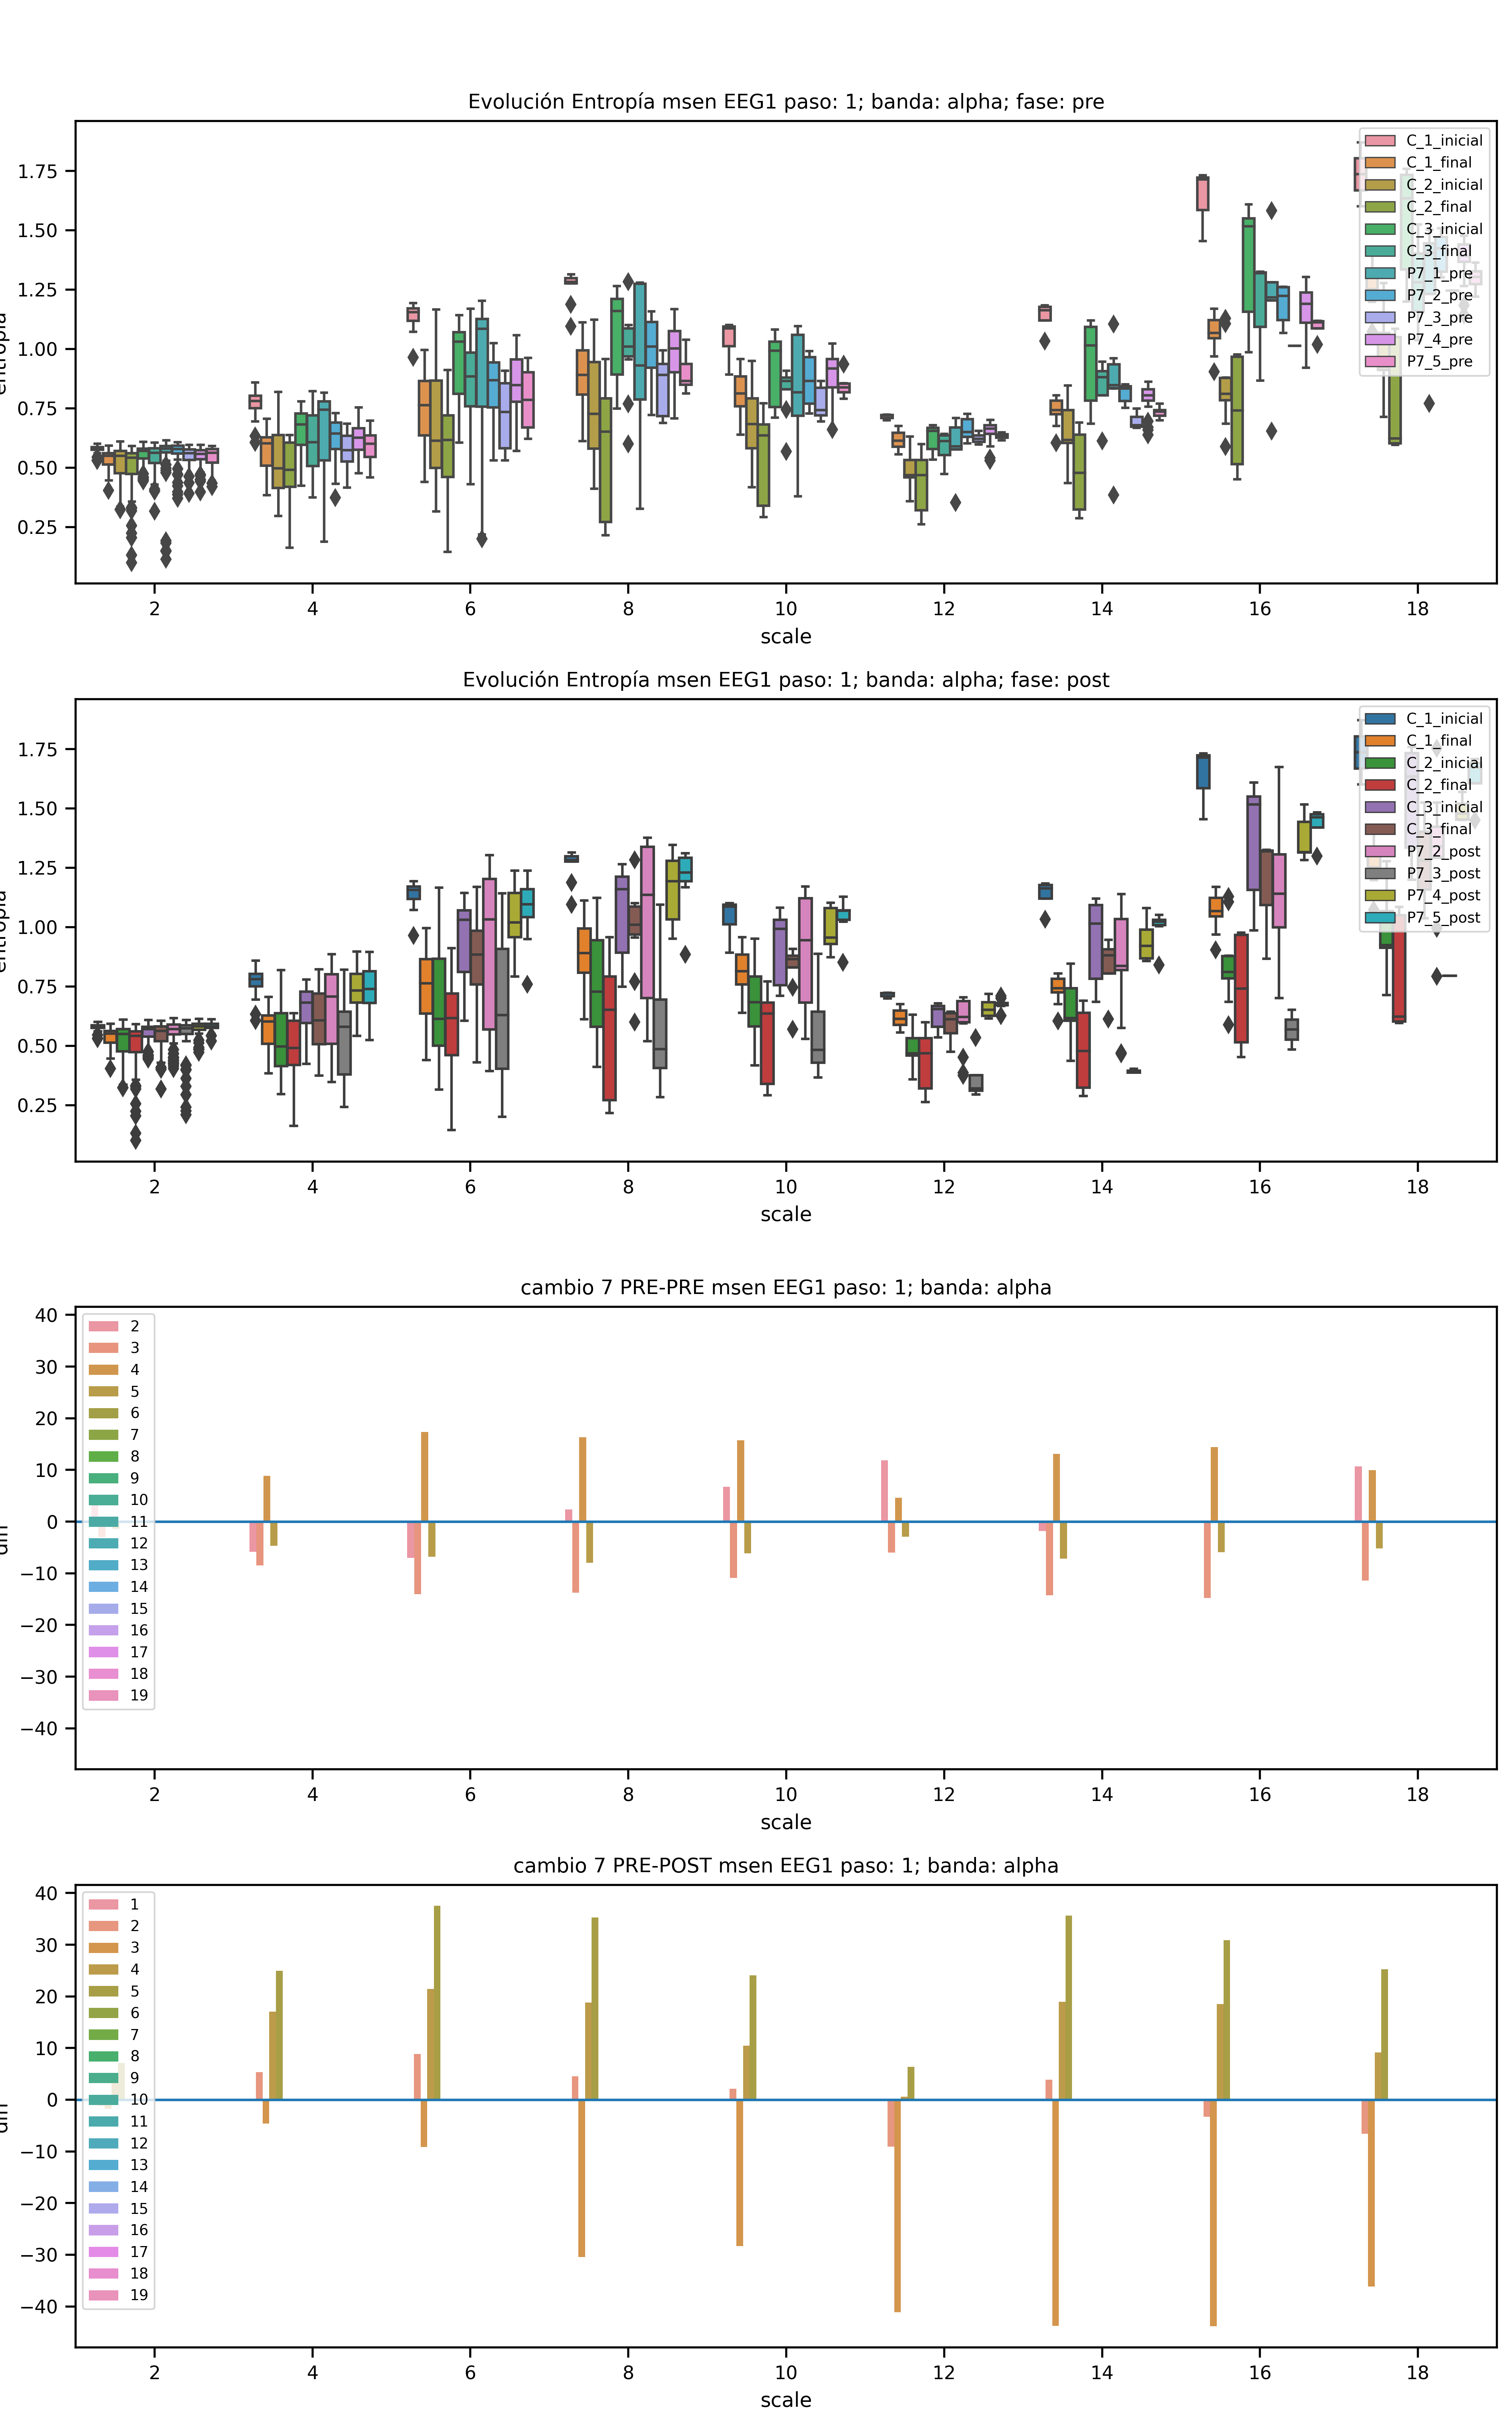 Evolución Entropía msen EEG1 paso: 1; banda: alpha; fase: pre
1.75
1.50
1.25
1.00
0.75
0.50
0.25
C_1_inicial
C_1_final
C_2_inicial
C_2_final
C_3_inicial
C_3_final
P7_1_pre
P7_2_pre
P7_3_pre
P7_4_pre
P7_5_pre
2 4 6 8 10 12 14 16 18
scale
Evolución Entropía msen EEG1 paso: 1; banda: alpha; fase: post
1.75
1.50
1.25
1.00
0.75
0.50
0.25
C_1_inicial
C_1_final
C_2_inicial
C_2_final
C_3_inicial
C_3_final
P7_2_post
P7_3_post
P7_4_post
P7_5_post
2 4 6 8 10 12 14 16 18
scale
cambio 7 PRE-PRE msen EEG1 paso: 1; banda: alpha
40
30
20
10
0
−10
−20
−30
−40
2
3
4
5
6
7
8
9
10
11
12
13
14
15
16
17
18
19
2 4 6 8 10 12 14 16 18
scale
cambio 7 PRE-POST msen EEG1 paso: 1; banda: alpha
40
30
20
10
0
−10
−20
−30
−40
1
2
3
4
5
6
7
8
9
10
11
12
13
14
15
16
17
18
19
2 4 6 8 10 12 14 16 18
scale